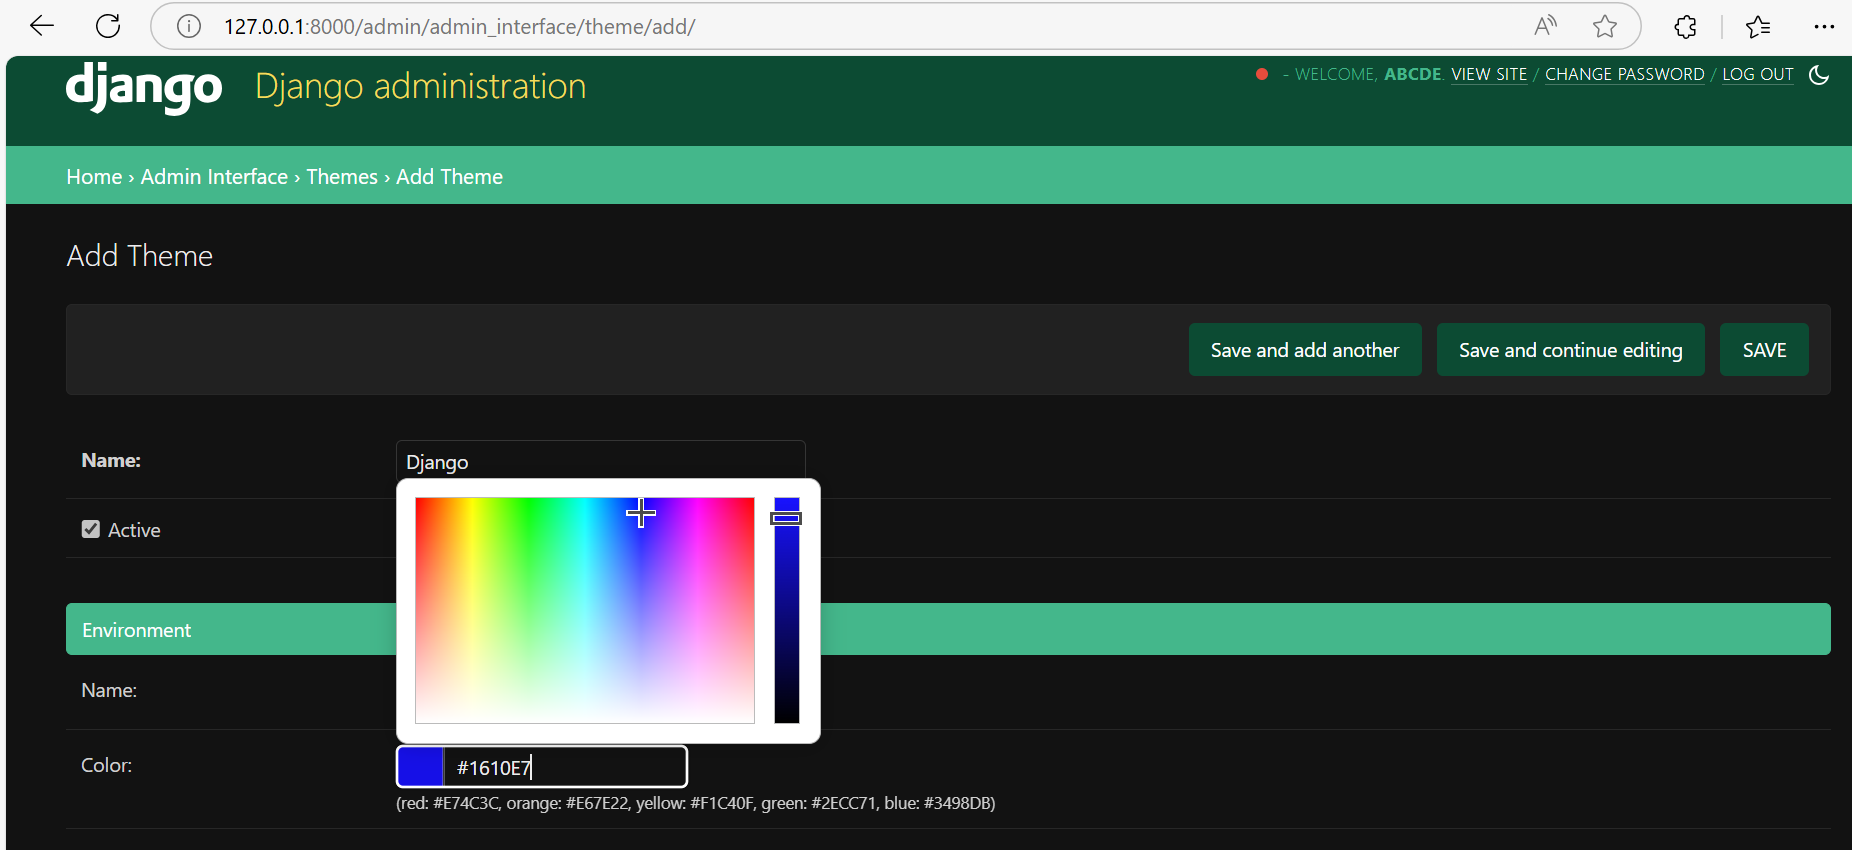 127.0.0.1:8000/admin/admin_interface/theme/add/
django Django administration - WELCOME, ABCDE. VIEW SITE / CHANGE PASSWORD / LOG OUT
Home › Admin Interface › Themes › Add Theme
Add Theme
Save and add another Save and continue editing SAVE
Name: Django
Active
Environment
Name:
Color: #1610E7
(red: #E74C3C, orange: #E67E22, yellow: #F1C40F, green: #2ECC71, blue: #3498DB)